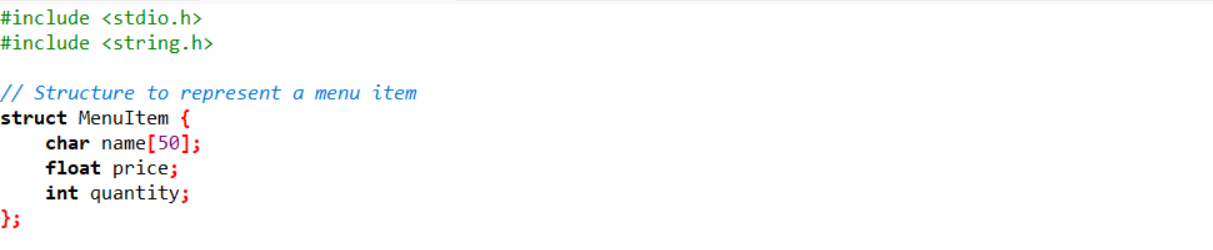 #include <stdio.h>
#include <string.h>
// Structure to represent a menu item
struct MenuItem {
    char name[50];
    float price;
    int quantity;
};